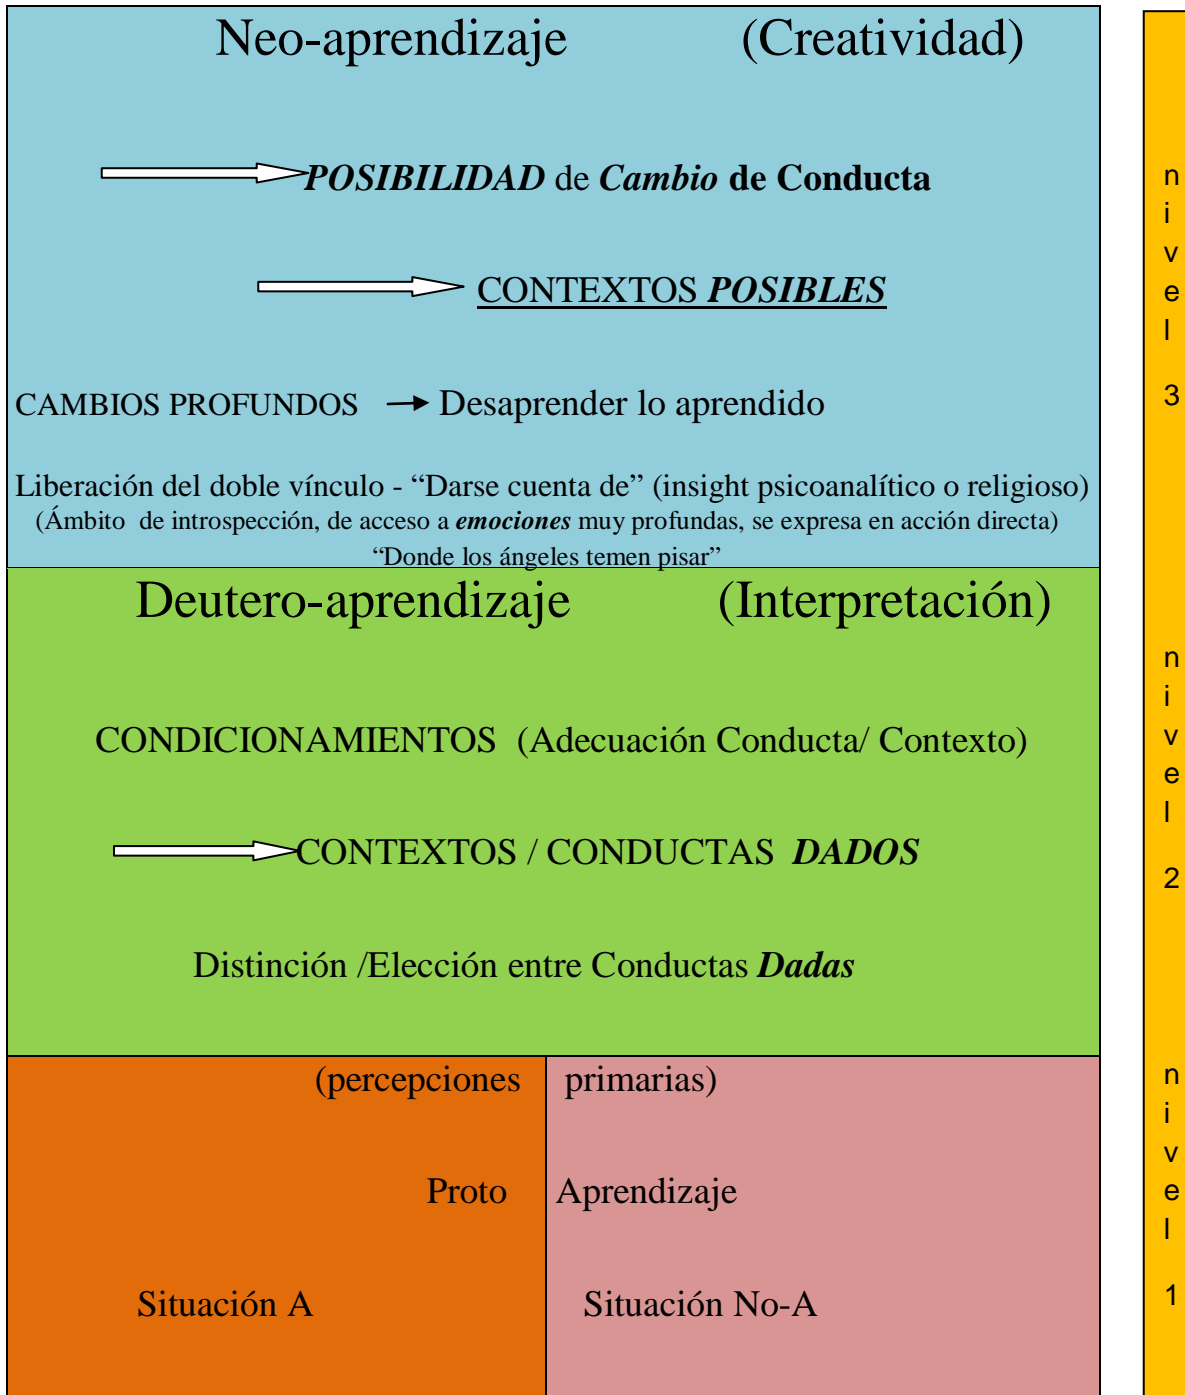 Neo-aprendizaje (Creatividad)
POSIBILIDAD de Cambio de Conducta
CONTEXTOS POSIBLES
CAMBIOS PROFUNDOS → Desaprender lo aprendido
Liberación del doble vínculo - “Darse cuenta de” (insight psicoanalítico o religioso)
(Ámbito de introspección, de acceso a emociones muy profundas, se expresa en acción directa)
“Donde los ángeles temen pisar”
nivel 3
Deutero-aprendizaje (Interpretación)
CONDICIONAMIENTOS (Adecuación Conducta/ Contexto)
CONTEXTOS / CONDUCTAS DADOS
Distinción /Elección entre Conductas Dadas
nivel 2
(percepciones primarias)
Proto Aprendizaje
Situación A Situación No-A
nivel 1